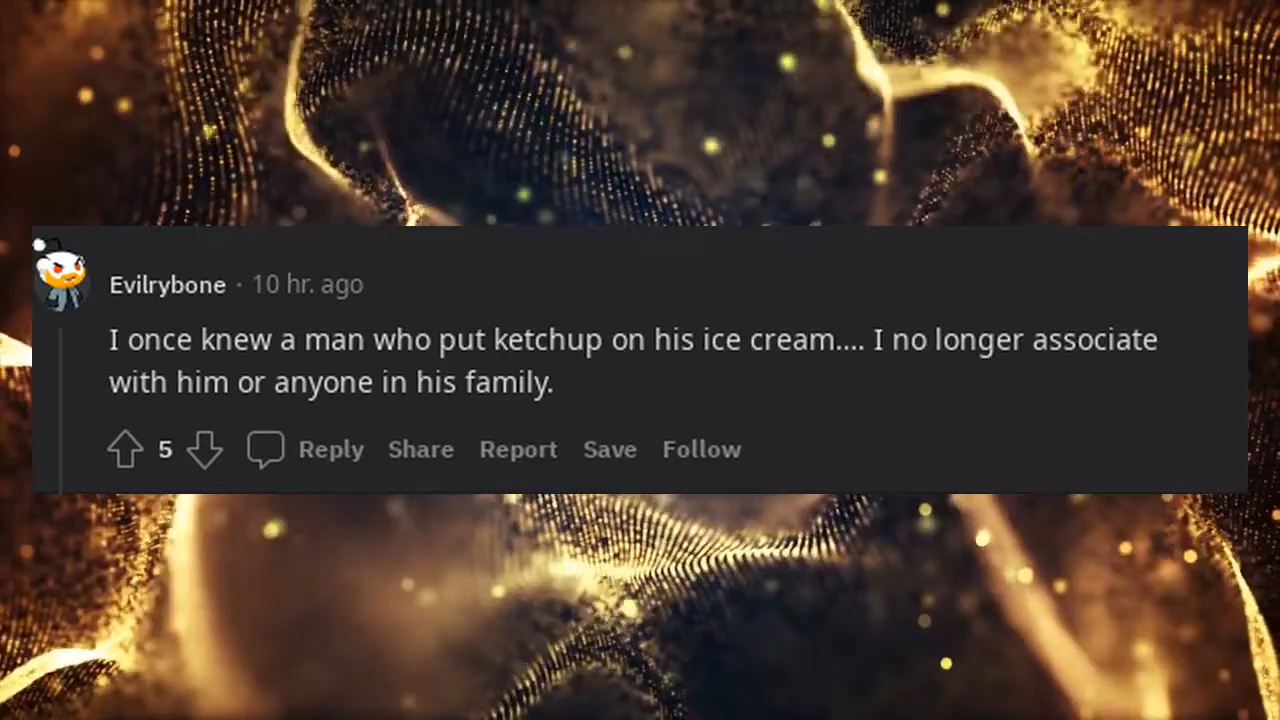 Evilrybone · 10 hr. ago
I once knew a man who put ketchup on his ice cream.... I no longer associate
with him or anyone in his family.
5 Reply Share Report Save Follow